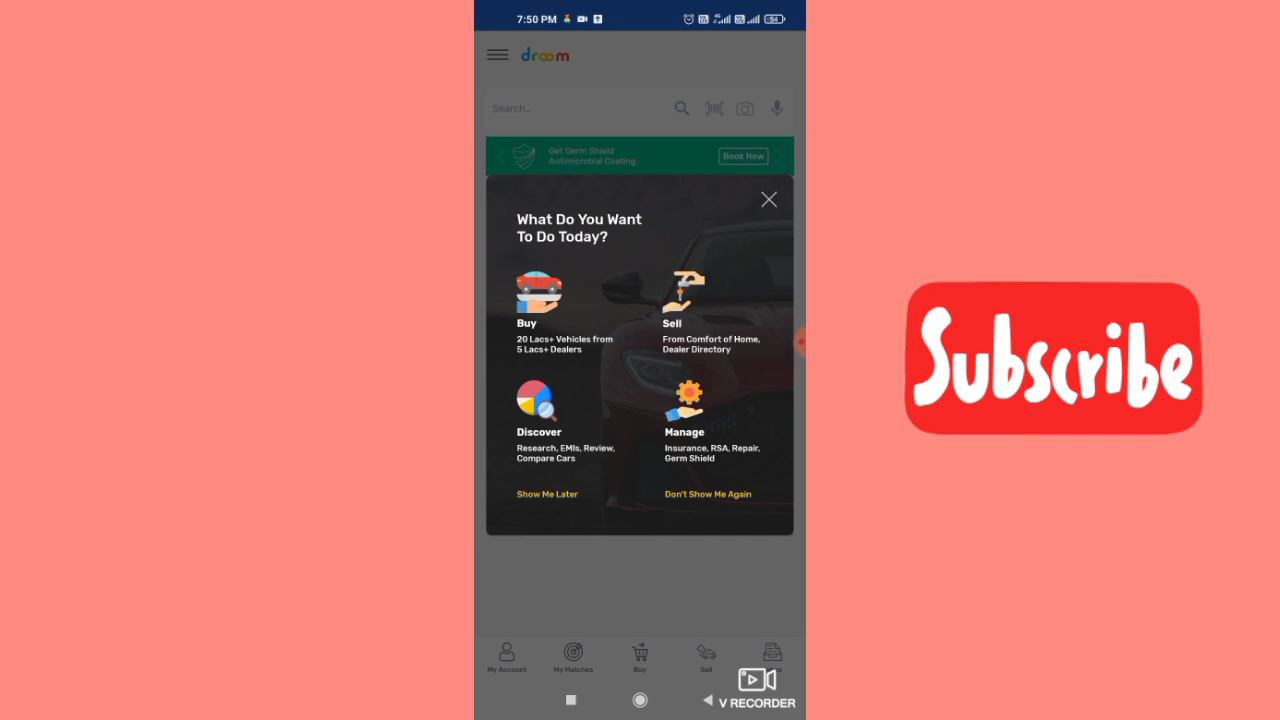 7:50 PM
54
droom
Search...
Get Germ Shield
Antimicrobial Coating
Book Now
What Do You Want
To Do Today?
Buy
20 Lacs+ Vehicles from
5 Lacs+ Dealers
Sell
From Comfort of Home,
Dealer Directory
Discover
Research, EMIs, Review,
Compare Cars
Manage
Insurance, RSA, Repair,
Germ Shield
Show Me Later
Don't Show Me Again
My Account
My Matches
Buy
Sell
V RECORDER
Subscribe